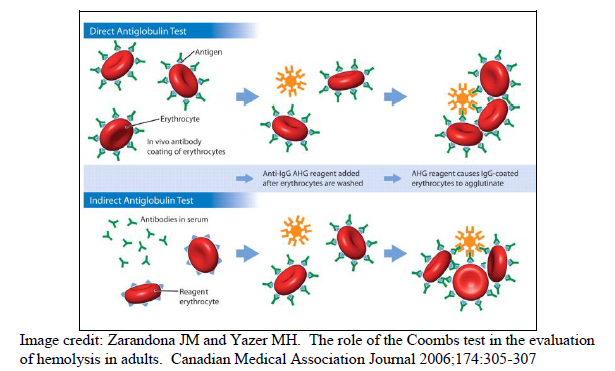 Direct Antiglobulin Test
Antigen
Erythrocyte
In vivo antibody
coating of erythrocytes
Anti-IgG AHG reagent added
after erythrocytes are washed
AHG reagent causes IgG-coated
erythrocytes to agglutinate
Indirect Antiglobulin Test
Antibodies in serum
Reagent
erythrocyte
Image credit: Zarandona JM and Yazer MH. The role of the Coombs test in the evaluation
of hemolysis in adults. Canadian Medical Association Journal 2006;174:305-307